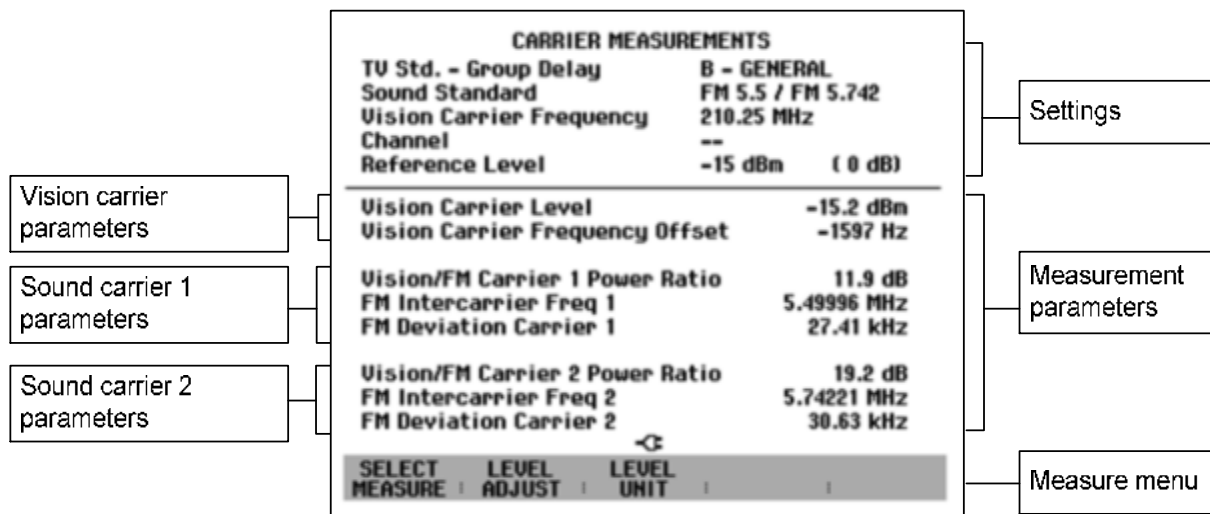 CARRIER MEASUREMENTS
TV Std. - Group Delay B - GENERAL
Sound Standard FM 5.5 / FM 5.742
Vision Carrier Frequency 210.25 MHz
Channel --
Reference Level -15 dBm ( 0 dB)
Settings
Vision carrier
parameters
Vision Carrier Level -15.2 dBm
Vision Carrier Frequency Offset -1597 Hz
Sound carrier 1
parameters
Vision/FM Carrier 1 Power Ratio 11.9 dB
FM Intercarrier Freq 1 5.49996 MHz
FM Deviation Carrier 1 27.41 kHz
Measurement
parameters
Sound carrier 2
parameters
Vision/FM Carrier 2 Power Ratio 19.2 dB
FM Intercarrier Freq 2 5.74221 MHz
FM Deviation Carrier 2 30.63 kHz
SELECT LEVEL LEVEL
MEASURE ADJUST UNIT
Measure menu